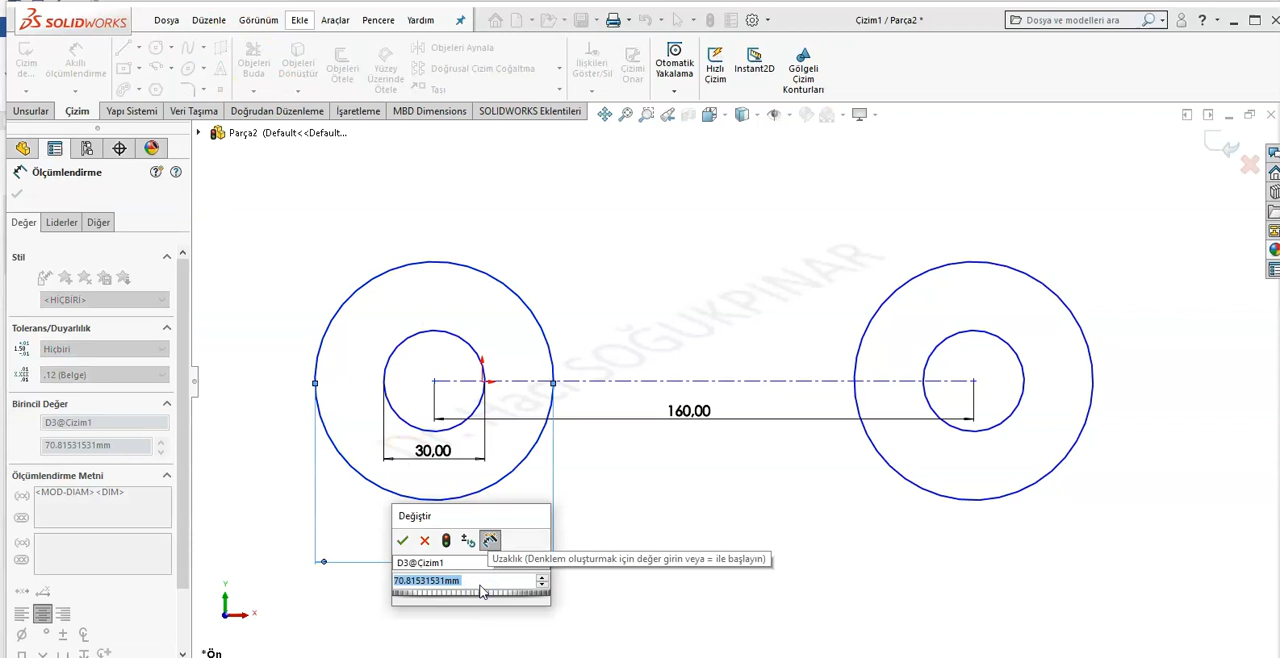 SOLIDWORKS
Dosya Düzenle Görünüm Ekle Araçlar Pencere Yardım
Çizim1 / Parça2 *
Dosya ve modelleri ara
?
Çizim de...
Akıllı ölçümlendirme
Objeleri Buda
Objeleri Dönüştür
Objeleri Ötele
Yüzey Üzerinde Ötele
Objeleri Aynala
Doğrusal Çizim Çoğaltma
Taşı
İlişkileri Göster/Sil
Çizimi Onar
Otomatik Yakalama
Hızlı Çizim
Instant2D
Gölgeli Çizim Konturları
Unsurlar Çizim Yapı Sistemi Veri Taşıma Doğrudan Düzenleme İşaretleme MBD Dimensions SOLIDWORKS Eklentileri
Parça2 (Default<<Default...
Ölçümlendirme
Değer Liderler Diğer
Stil
<HİÇBİRİ>
Tolerans/Duyarlılık
Hiçbiri
,12 (Belge)
Birincil Değer
D3@Çizim1
70.81531531mm
Ölçümlendirme Metni
<MOD-DIAM><DIM>
Dr. Hacı SOĞUKPINAR
160,00
30,00
Değiştir
D3@Çizim1
Uzaklık (Denklem oluşturmak için değer girin veya = ile başlayın)
70.81531531mm
Y
X
*Ön